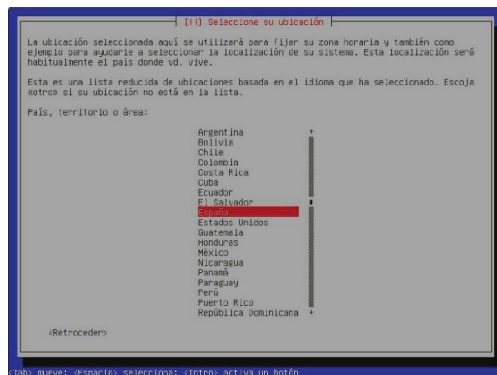 [!!] Seleccione su ubicación
La ubicación seleccionada aquí se utilizará para fijar su zona horaria y también como
ejemplo para ayudarle a seleccionar la localización de su sistema. Esta localización será
habitualmente el país donde vd. vive.
Esta es una lista reducida de ubicaciones basada en el idioma que ha seleccionado. Escoja
«otro» si su ubicación no está en la lista.
País, territorio o área:
Argentina
Bolivia
Chile
Colombia
Costa Rica
Cuba
Ecuador
El Salvador
España
Estados Unidos
Guatemala
Honduras
México
Nicaragua
Panamá
Paraguay
Perú
Puerto Rico
República Dominicana
<Retroceder>
<Tab> mueve; <Espacio> selecciona; <Intro> activa un botón